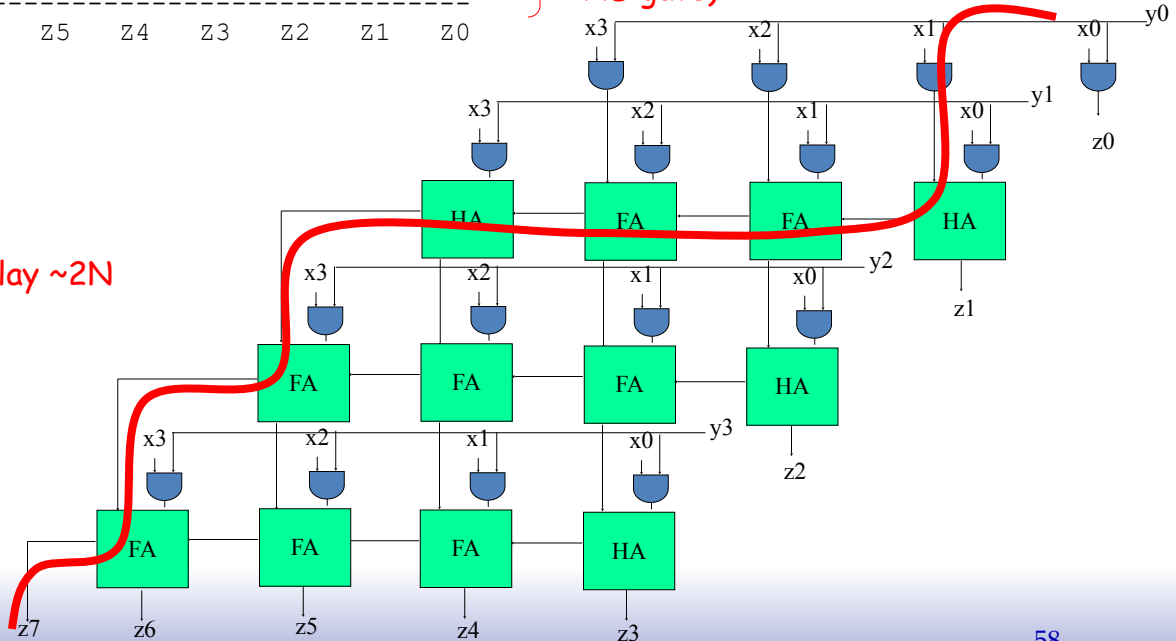 AND gate)
Z5 Z4 Z3 Z2 Z1 Z0
y0
x3 x2 x1 x0
y1
x3 x2 x1 x0
z0
HA FA FA HA
lay ~2N
y2
x3 x2 x1 x0
z1
FA FA FA HA
y3
x3 x2 x1 x0
z2
FA FA FA HA
z7 z6 z5 z4 z3
58